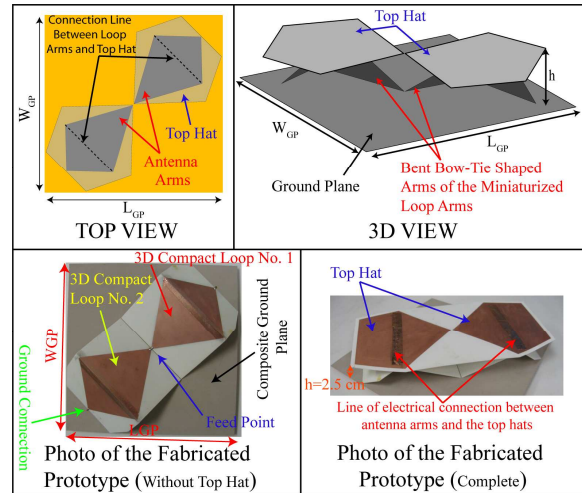 Connection Line
Between Loop
Arms and Top Hat
W_GP
Top Hat
Antenna
Arms
L_GP
TOP VIEW
Top Hat
h
W_GP
L_GP
Ground Plane
Bent Bow-Tie Shaped
Arms of the Miniaturized
Loop Arms
3D VIEW
3D Compact Loop No. 1
3D Compact
Loop No. 2
WGP
Composite Ground
Plane
Ground Connection
Feed Point
LGP
Photo of the Fabricated
Prototype (Without Top Hat)
Top Hat
h=2.5 cm
Line of electrical connection between
antenna arms and the top hats
Photo of the Fabricated
Prototype (Complete)